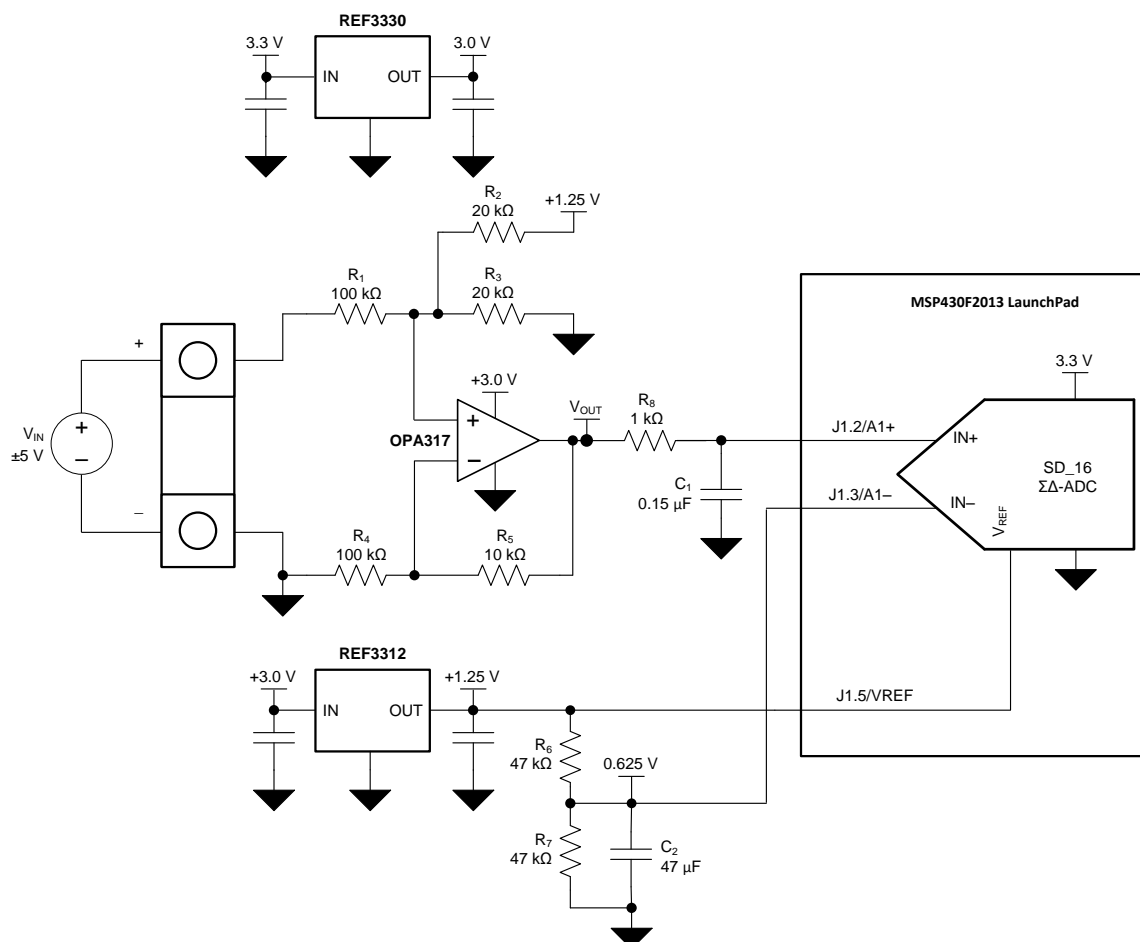 REF3330
3.3 V
3.0 V
IN
OUT
R2
20 kΩ
+1.25 V
R1
100 kΩ
R3
20 kΩ
MSP430F2013 LaunchPad
+
+3.0 V
3.3 V
VIN
±5 V
+
−
OPA317
+
−
VOUT
R8
1 kΩ
J1.2/A1+
IN+
SD_16
ΣΔ-ADC
C1
0.15 µF
J1.3/A1−
IN−
VREF
−
R4
100 kΩ
R5
10 kΩ
REF3312
+3.0 V
+1.25 V
IN
OUT
J1.5/VREF
R6
47 kΩ
0.625 V
R7
47 kΩ
C2
47 µF